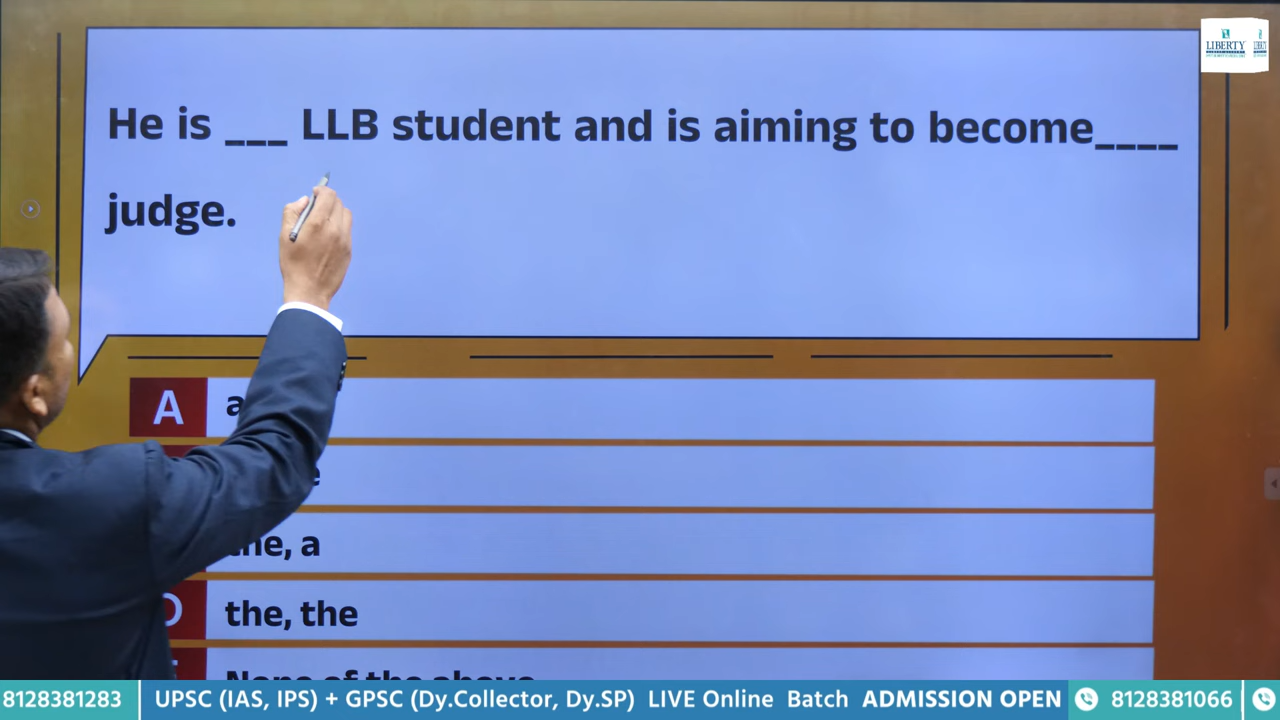 LIBERTY
He is ___ LLB student and is aiming to become____
judge.
A
the, a
the, the
None of the above
8128381283 UPSC (IAS, IPS) + GPSC (Dy.Collector, Dy.SP) LIVE Online Batch ADMISSION OPEN 8128381066